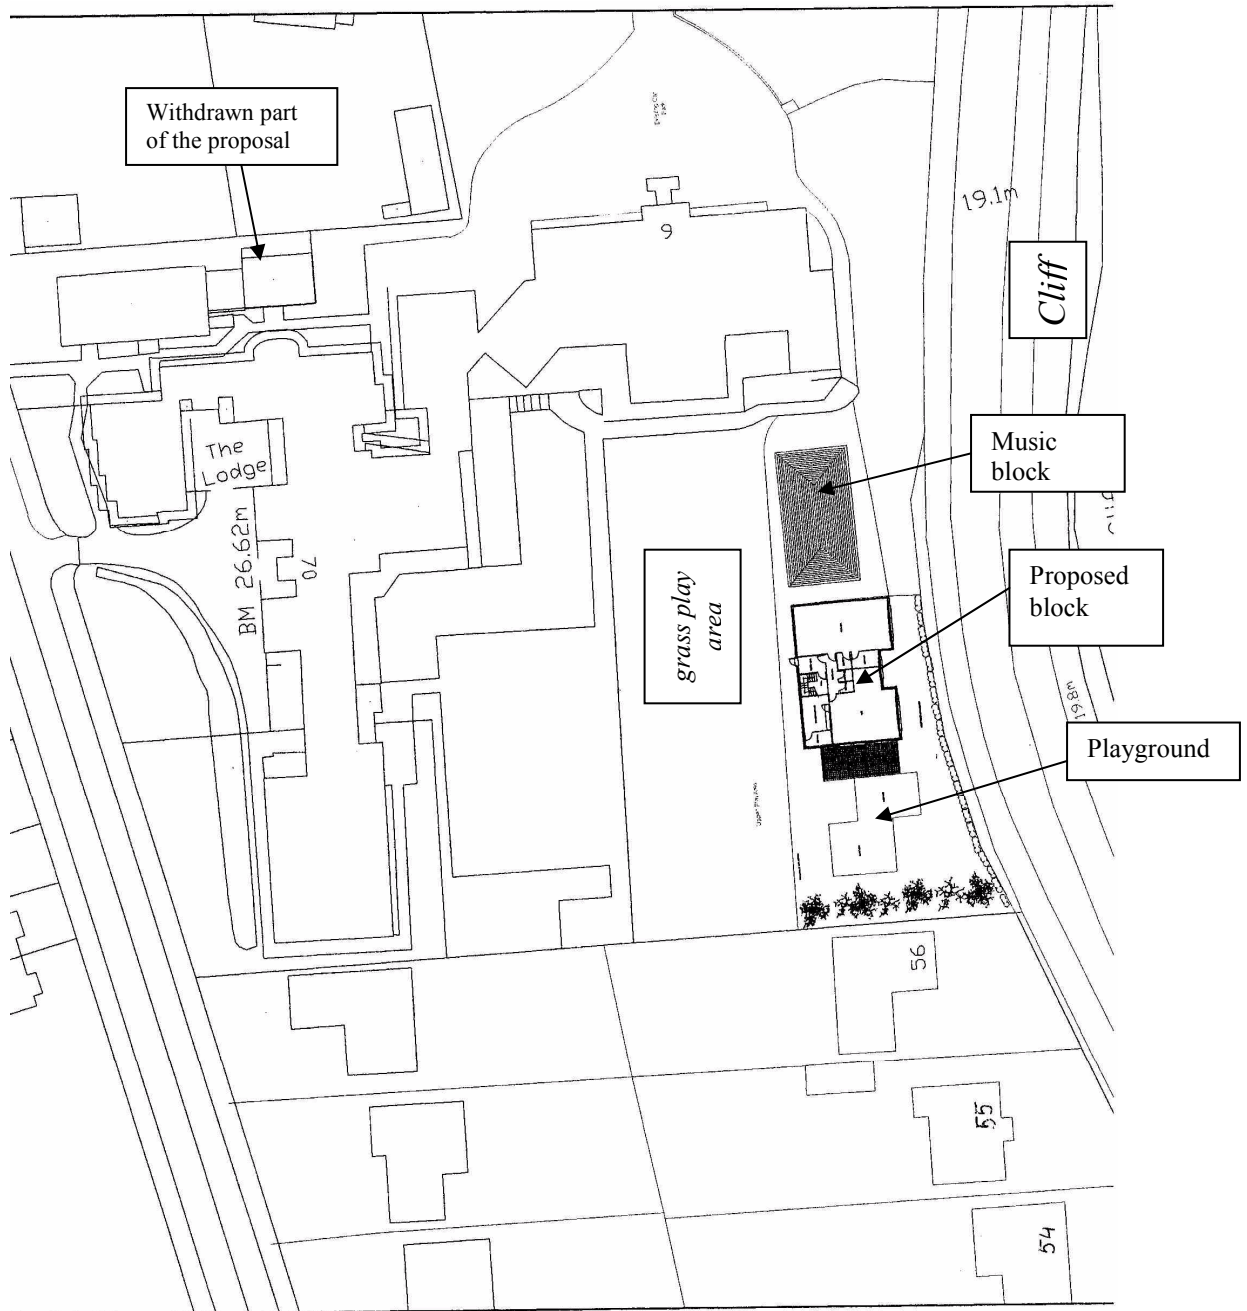 Withdrawn part
of the proposal
19.1m
Cliff
6
The
Lodge
Music
block
BM 26.62m
70
grass play
area
Proposed
block
19.8m
Playground
56
55
54